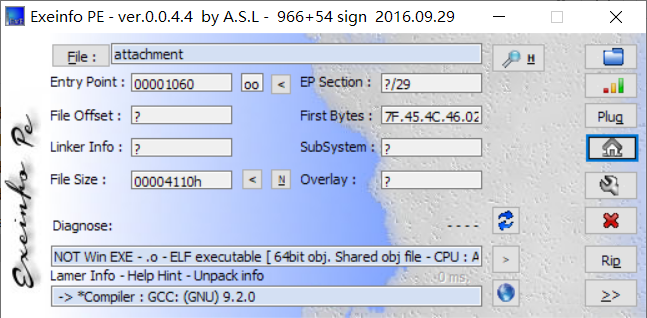 Exeinfo PE - ver.0.0.4.4 by A.S.L - 966+54 sign 2016.09.29
Exeinfo Pe
File : attachment H
Entry Point : 00001060 oo < EP Section : ?/29
File Offset : ? First Bytes : 7F.45.4C.46.02 Plug
Linker Info : ? SubSystem : ?
File Size : 00004110h < N Overlay : ?
Diagnose: ----
NOT Win EXE - .o - ELF executable [ 64bit obj. Shared obj file - CPU : A > Rip
Lamer Info - Help Hint - Unpack info 0 ms.
-> *Compiler : GCC: (GNU) 9.2.0 >>